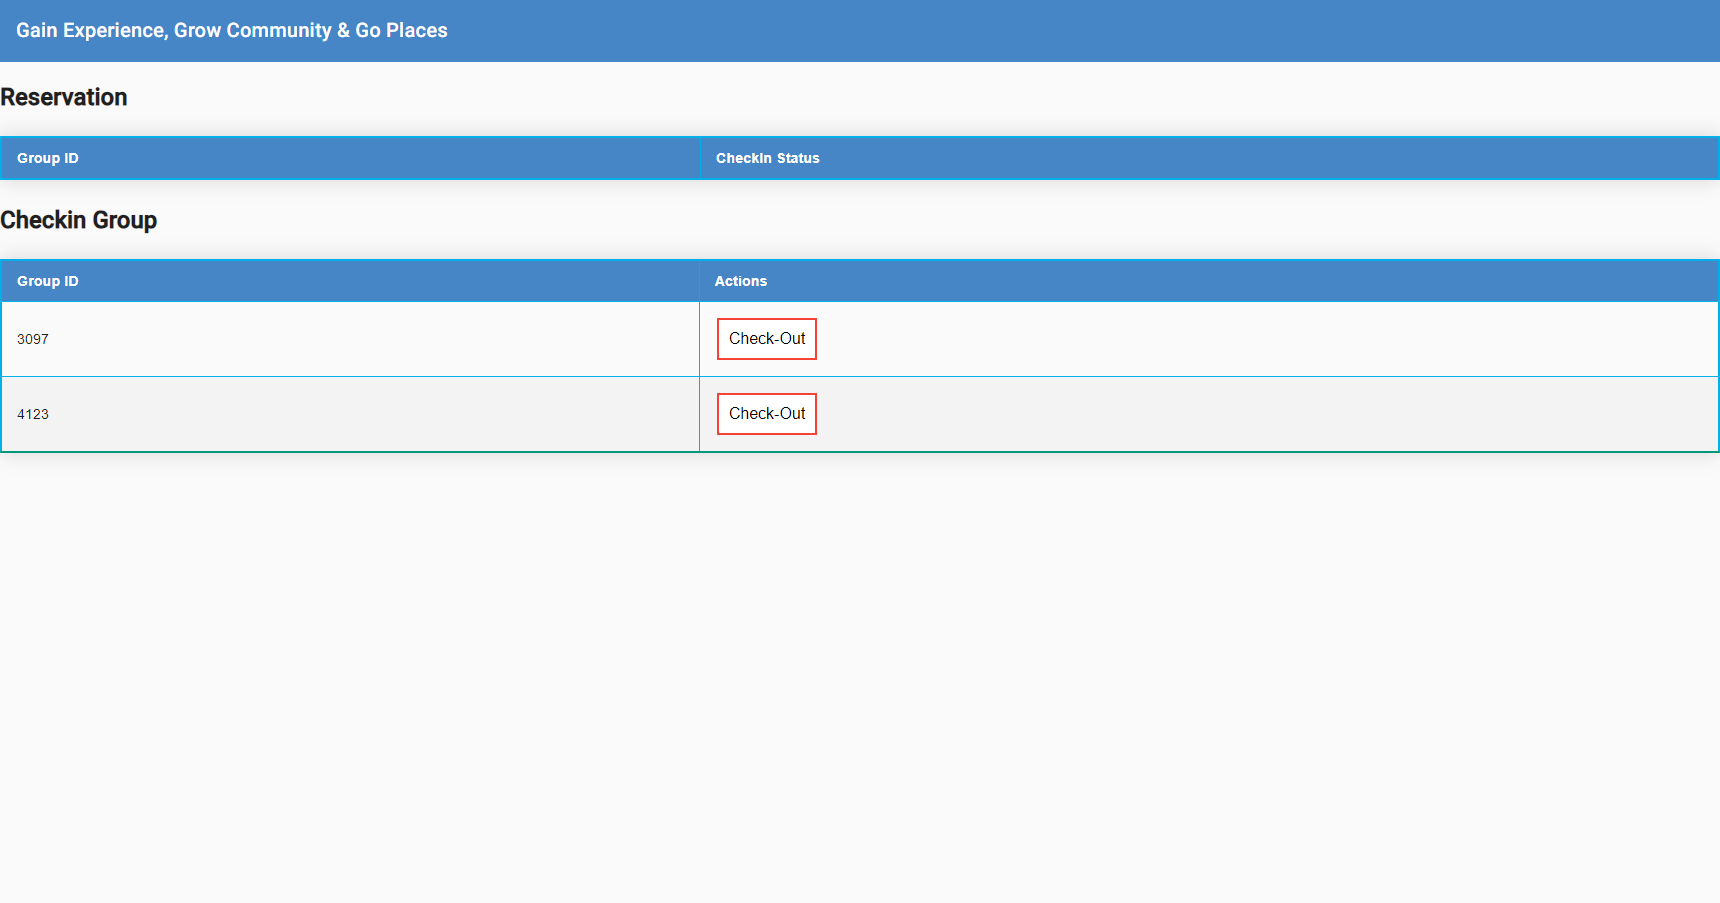 Gain Experience, Grow Community & Go Places
Reservation
Group ID CheckIn Status
Checkin Group
Group ID Actions
3097 Check-Out
4123 Check-Out